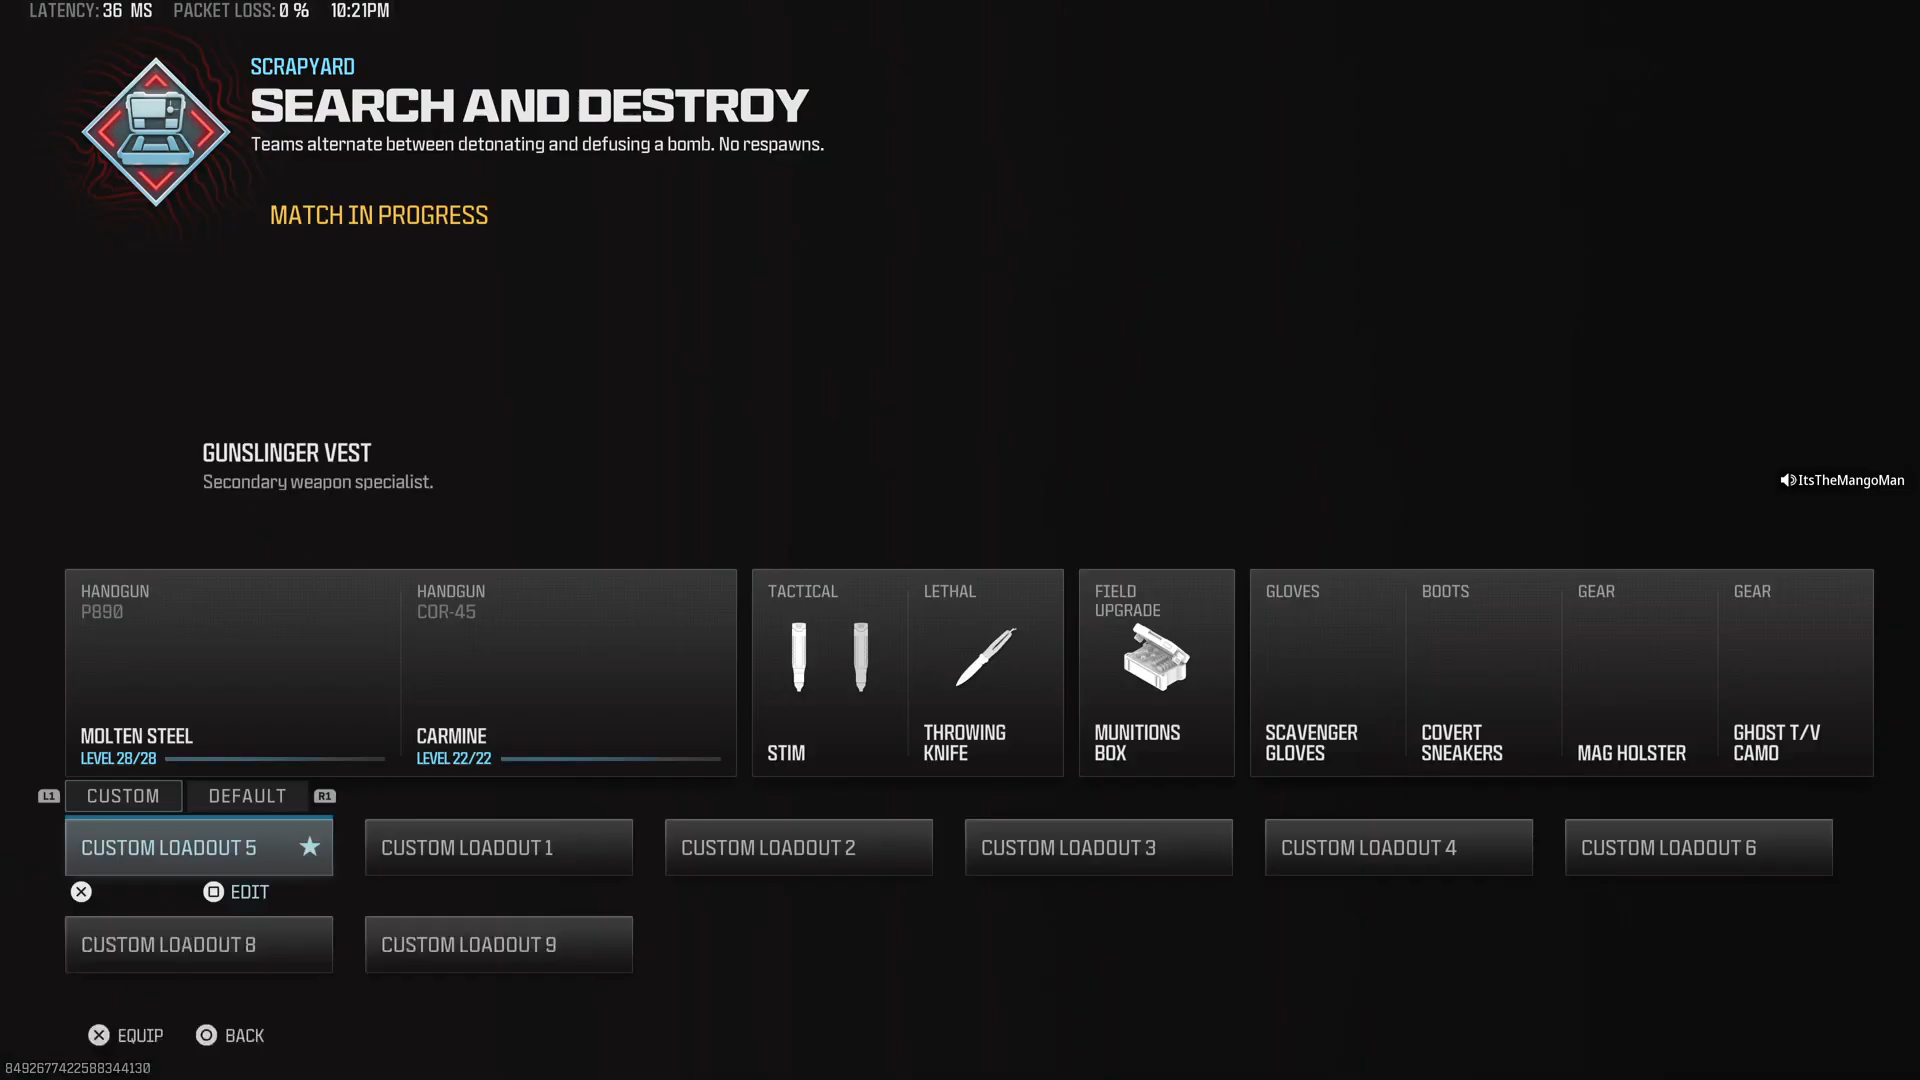 LATENCY: 36 MS PACKET LOSS: 0 % 10:21PM
SCRAPYARD
SEARCH AND DESTROY
Teams alternate between detonating and defusing a bomb. No respawns.
MATCH IN PROGRESS
GUNSLINGER VEST
Secondary weapon specialist.
ItsTheMangoMan
HANDGUN
P890
MOLTEN STEEL
LEVEL 28/28
HANDGUN
COR-45
CARMINE
LEVEL 22/22
TACTICAL
STIM
LETHAL
THROWING
KNIFE
FIELD
UPGRADE
MUNITIONS
BOX
GLOVES
SCAVENGER
GLOVES
BOOTS
COVERT
SNEAKERS
GEAR
MAG HOLSTER
GEAR
GHOST T/V
CAMO
L1 CUSTOM DEFAULT R1
CUSTOM LOADOUT 5
CUSTOM LOADOUT 1
CUSTOM LOADOUT 2
CUSTOM LOADOUT 3
CUSTOM LOADOUT 4
CUSTOM LOADOUT 6
EDIT
CUSTOM LOADOUT 8
CUSTOM LOADOUT 9
EQUIP BACK
8492677422588344130